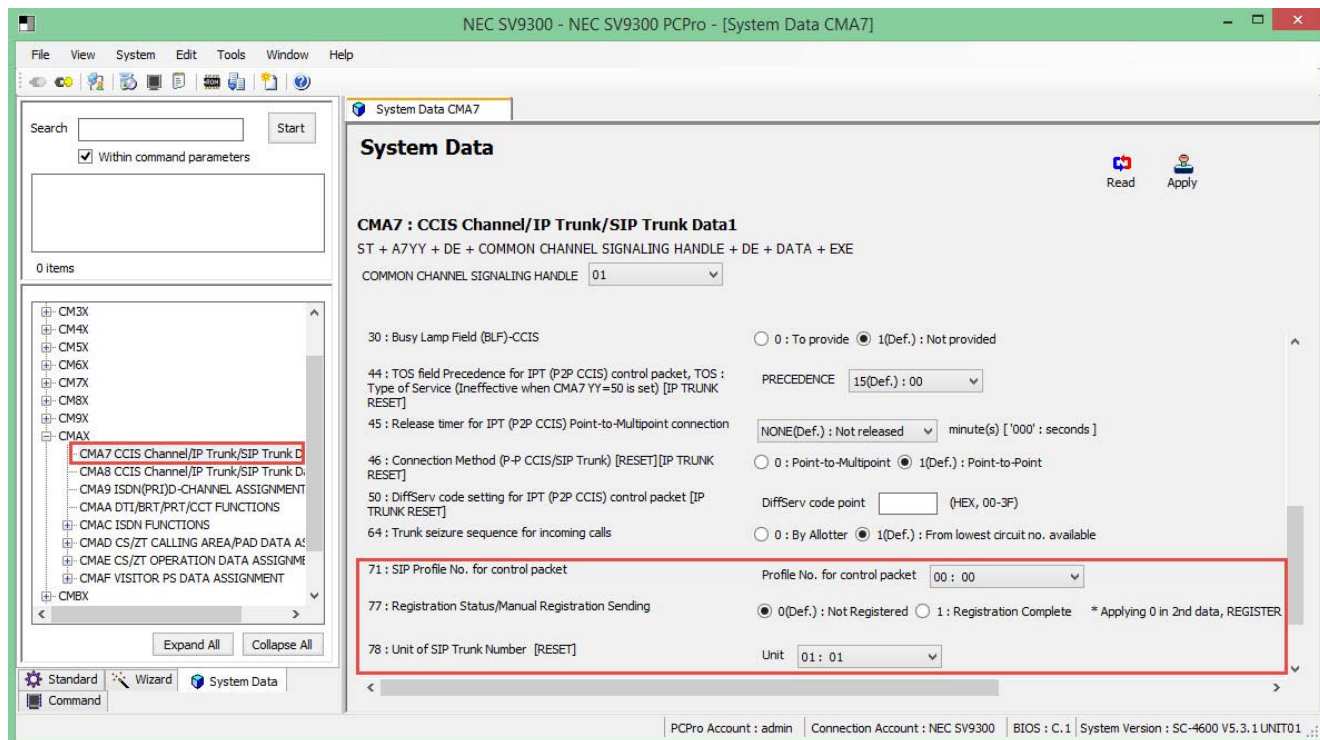 NEC SV9300 - NEC SV9300 PCPro - [System Data CMA7]
File View System Edit Tools Window Help
Search
Start
Within command parameters
0 items
CM3X
CM4X
CM5X
CM6X
CM7X
CM8X
CM9X
CMAX
CMA7 CCIS Channel/IP Trunk/SIP Trunk D
CMA8 CCIS Channel/IP Trunk/SIP Trunk D
CMA9 ISDN(PRI)D-CHANNEL ASSIGNMENT
CMAA DTI/BRT/PRT/CCT FUNCTIONS
CMAC ISDN FUNCTIONS
CMAD CS/ZT CALLING AREA/PAD DATA AS
CMAE CS/ZT OPERATION DATA ASSIGNME
CMAF VISITOR PS DATA ASSIGNMENT
CMBX
Expand All Collapse All
Standard Wizard System Data
Command
System Data CMA7
System Data
Read Apply
CMA7 : CCIS Channel/IP Trunk/SIP Trunk Data1
ST + A7YY + DE + COMMON CHANNEL SIGNALING HANDLE + DE + DATA + EXE
COMMON CHANNEL SIGNALING HANDLE 01
30 : Busy Lamp Field (BLF)-CCIS
0 : To provide 1(Def.) : Not provided
44 : TOS field Precedence for IPT (P2P CCIS) control packet, TOS :
Type of Service (Ineffective when CMA7 YY=50 is set) [IP TRUNK
RESET]
PRECEDENCE 15(Def.) : 00
45 : Release timer for IPT (P2P CCIS) Point-to-Multipoint connection
NONE(Def.) : Not released minute(s) [ '000' : seconds ]
46 : Connection Method (P-P CCIS/SIP Trunk) [RESET][IP TRUNK
RESET]
0 : Point-to-Multipoint 1(Def.) : Point-to-Point
50 : DiffServ code setting for IPT (P2P CCIS) control packet [IP
TRUNK RESET]
DiffServ code point (HEX, 00-3F)
64 : Trunk seizure sequence for incoming calls
0 : By Allotter 1(Def.) : From lowest circuit no. available
71 : SIP Profile No. for control packet
Profile No. for control packet 00 : 00
77 : Registration Status/Manual Registration Sending
0(Def.) : Not Registered 1 : Registration Complete * Applying 0 in 2nd data, REGISTER
78 : Unit of SIP Trunk Number [RESET]
Unit 01 : 01
PCPro Account : admin Connection Account : NEC SV9300 BIOS : C.1 System Version : SC-4600 V5.3.1 UNIT01